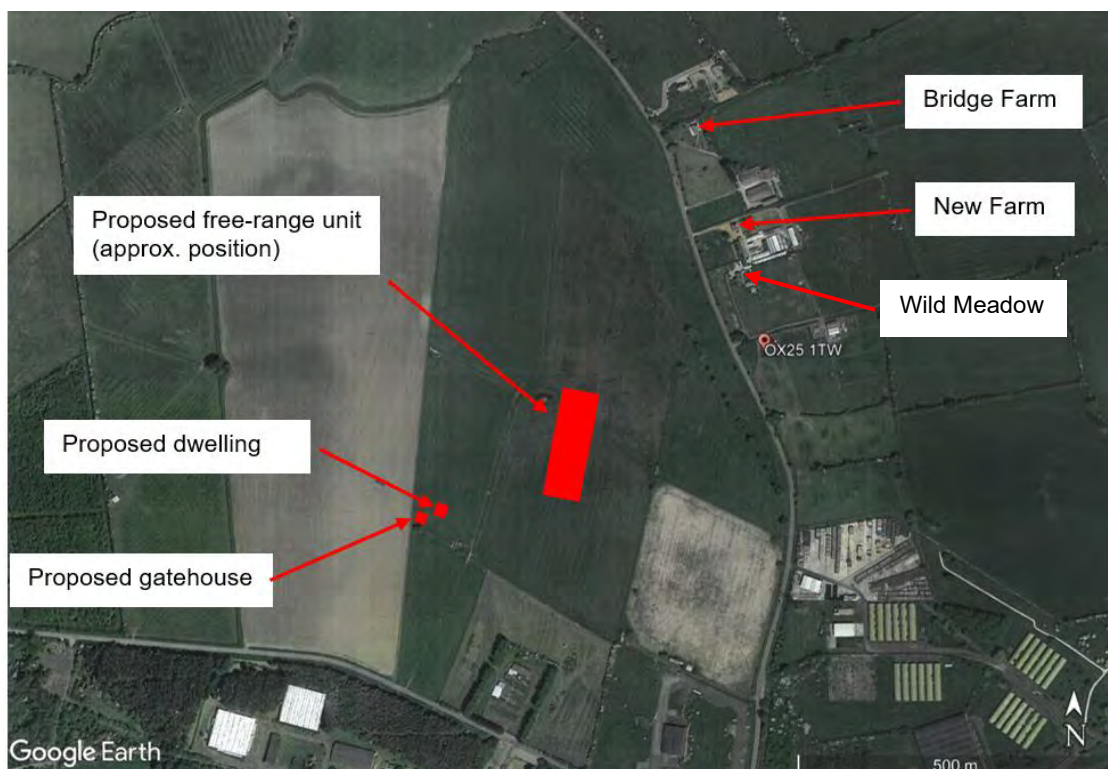 Bridge Farm
Proposed free-range unit
(approx. position)
New Farm
Wild Meadow
OX25 1TW
Proposed dwelling
Proposed gatehouse
N
Google Earth
500 m